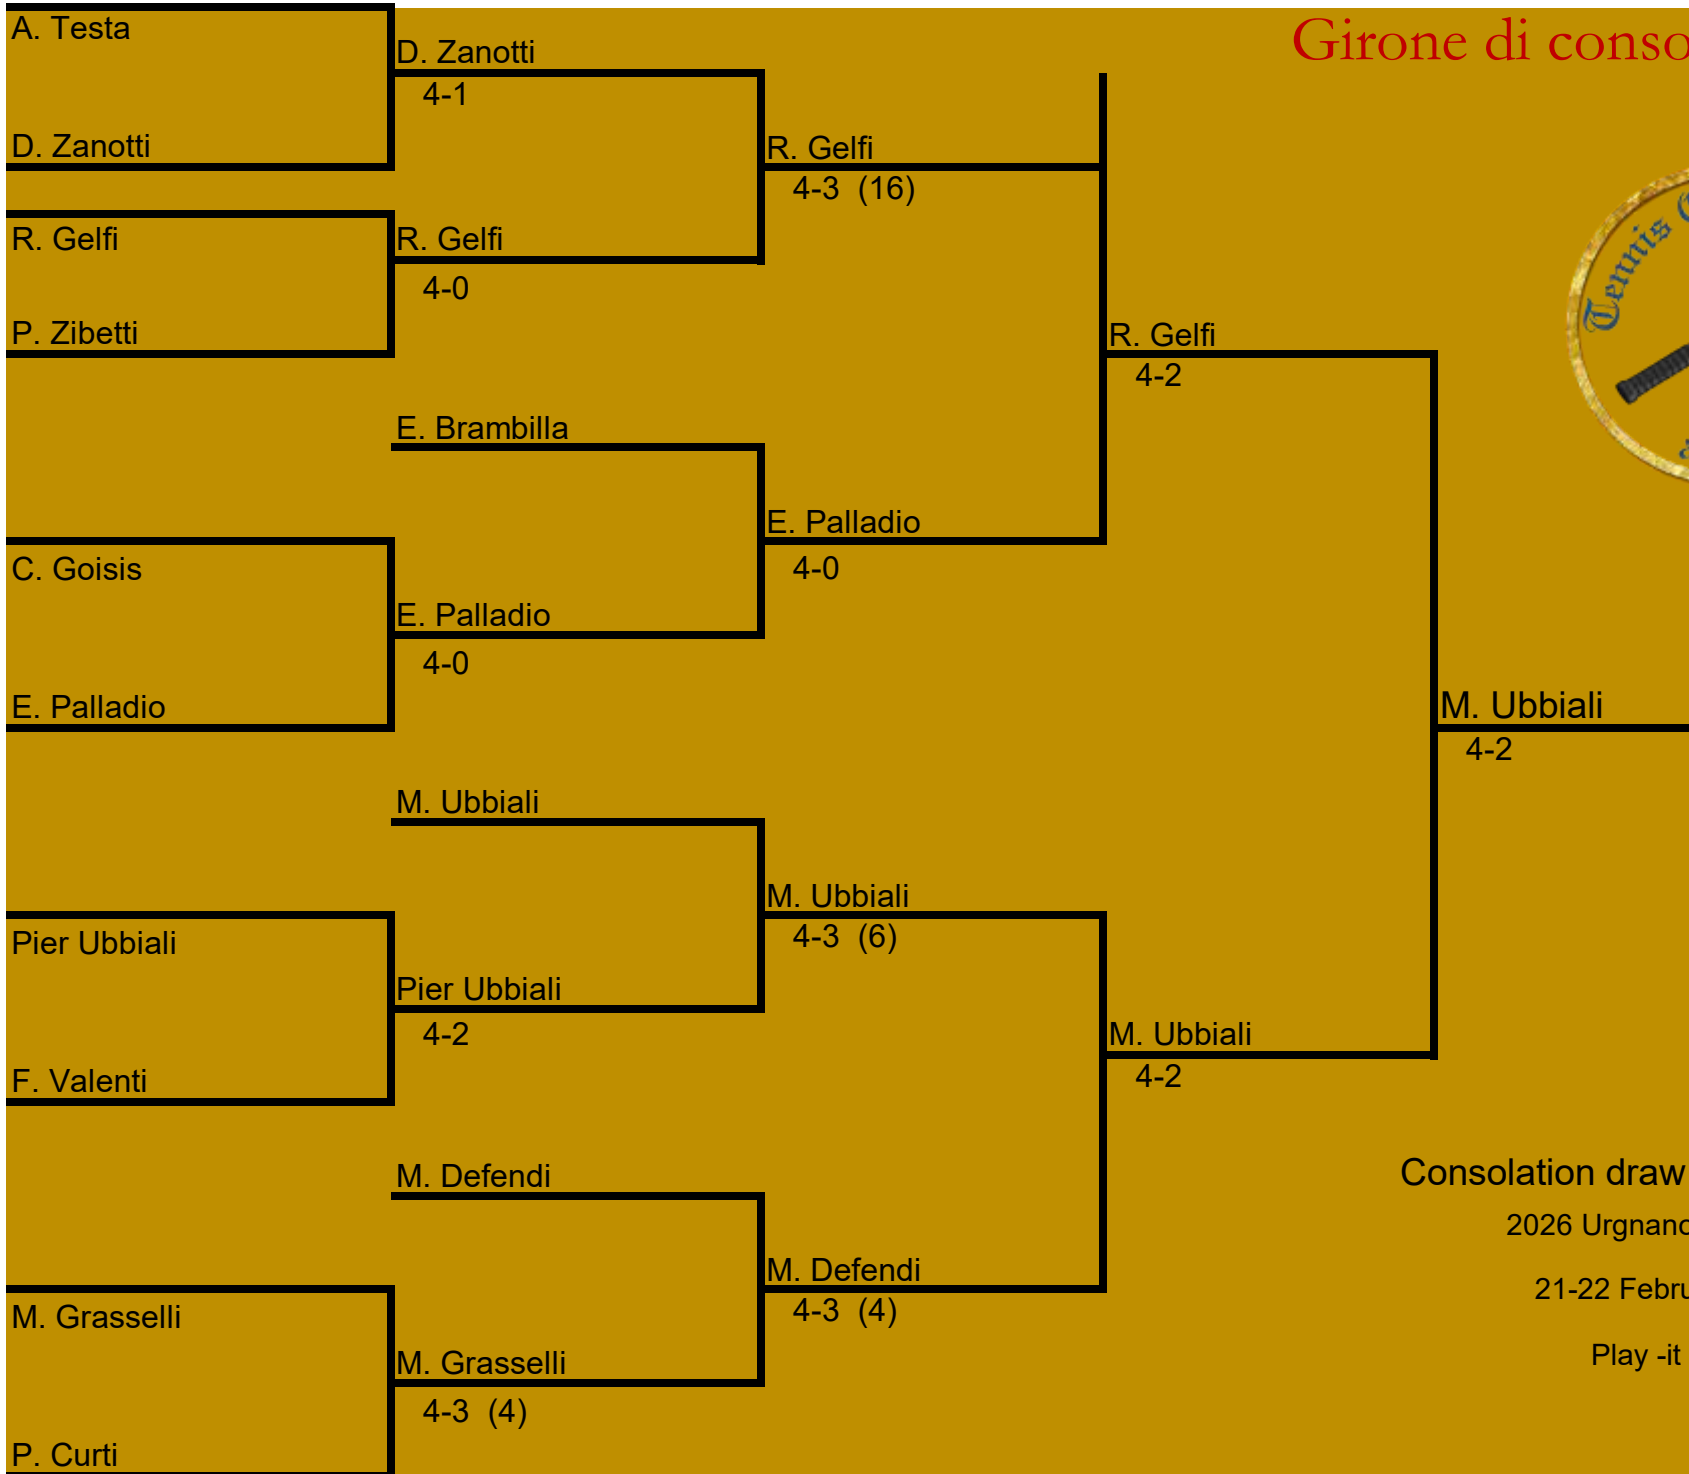 Girone di conso
A. Testa
D. Zanotti
4-1
D. Zanotti
R. Gelfi
4-3 (16)
R. Gelfi
R. Gelfi
4-0
P. Zibetti
R. Gelfi
4-2
E. Brambilla
E. Palladio
4-0
C. Goisis
E. Palladio
4-0
E. Palladio
M. Ubbiali
4-2
M. Ubbiali
M. Ubbiali
4-3 (6)
Pier Ubbiali
Pier Ubbiali
4-2
M. Ubbiali
4-2
F. Valenti
M. Defendi
M. Defendi
4-3 (4)
M. Grasselli
M. Grasselli
4-3 (4)
P. Curti
Tennis
Consolation draw
2026 Urgnano
21-22 Febru
Play -it